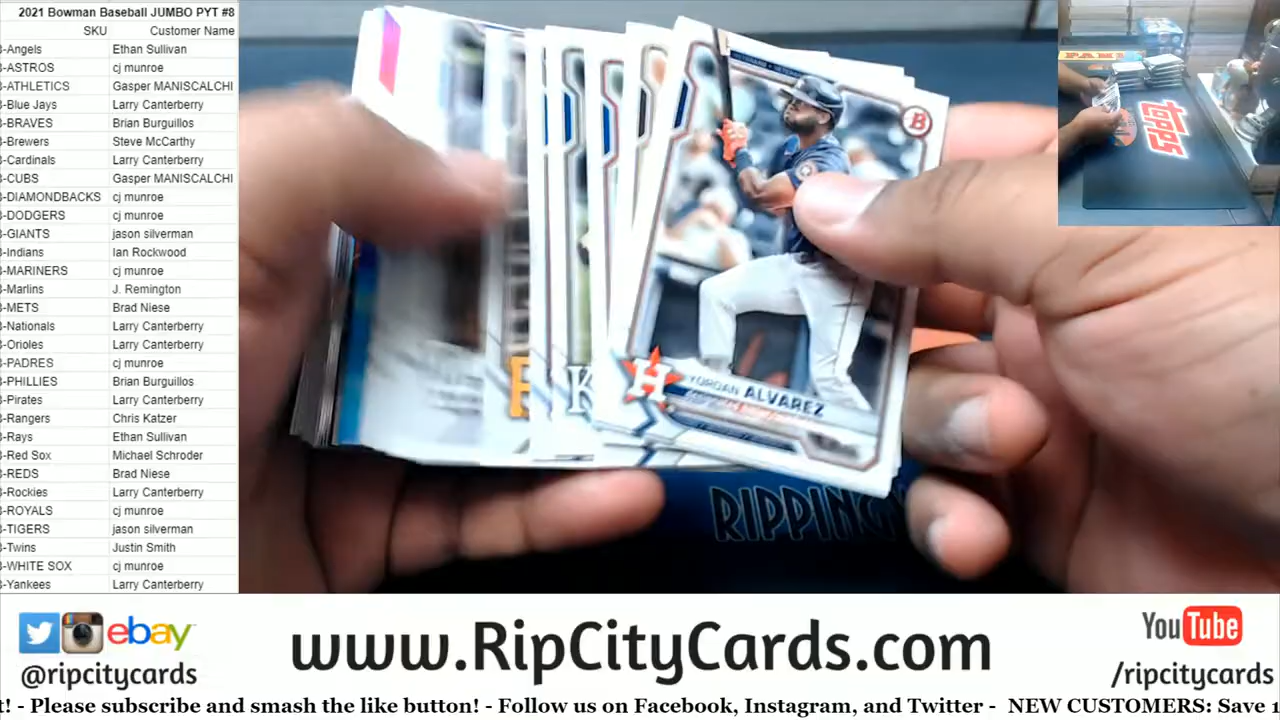 2021 Bowman Baseball JUMBO PYT #8
SKU Customer Name
-Angels Ethan Sullivan
-ASTROS cj munroe
-ATHLETICS Gasper MANISCALCHI
-Blue Jays Larry Canterberry
-BRAVES Brian Burguillos
-Brewers Steve McCarthy
-Cardinals Larry Canterberry
-CUBS Gasper MANISCALCHI
-DIAMONDBACKS cj munroe
-DODGERS cj munroe
-GIANTS jason silverman
-Indians Ian Rockwood
-MARINERS cj munroe
-Marlins J. Remington
-METS Brad Niese
-Nationals Larry Canterberry
-Orioles Larry Canterberry
-PADRES cj munroe
-PHILLIES Brian Burguillos
-Pirates Larry Canterberry
-Rangers Chris Katzer
-Rays Ethan Sullivan
-Red Sox Michael Schroder
-REDS Brad Niese
-Rockies Larry Canterberry
-ROYALS cj munroe
-TIGERS jason silverman
-Twins Justin Smith
-WHITE SOX cj munroe
-Yankees Larry Canterberry
B
H
YORDAN ALVAREZ
K
RIPPING
PANINI
topps
ebay
@ripcitycards
www.RipCityCards.com
YouTube
/ripcitycards
! - Please subscribe and smash the like button! - Follow us on Facebook, Instagram, and Twitter - NEW CUSTOMERS: Save